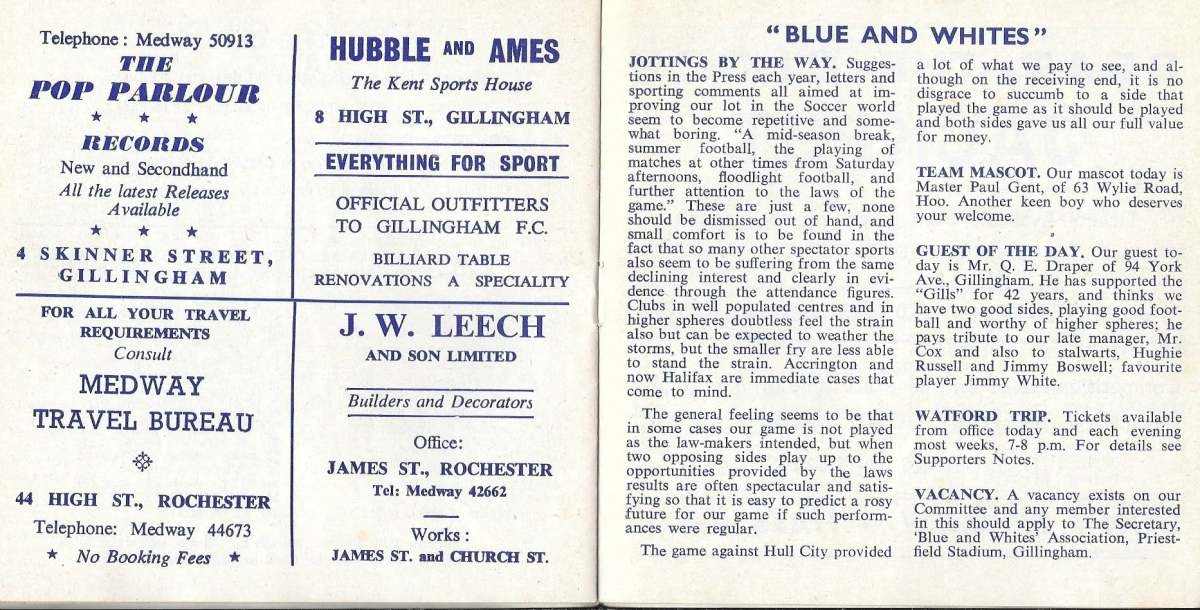 Telephone: Medway 50913
THE
POP PARLOUR
★ ★ ★
RECORDS
New and Secondhand
All the latest Releases
Available
★ ★ ★
4 SKINNER STREET,
GILLINGHAM
HUBBLE AND AMES
The Kent Sports House
8 HIGH ST., GILLINGHAM
EVERYTHING FOR SPORT
OFFICIAL OUTFITTERS
TO GILLINGHAM F.C.
BILLIARD TABLE
RENOVATIONS A SPECIALITY
FOR ALL YOUR TRAVEL
REQUIREMENTS
Consult
MEDWAY
TRAVEL BUREAU
44 HIGH ST., ROCHESTER
Telephone: Medway 44673
★ No Booking Fees ★
J. W. LEECH
AND SON LIMITED
Builders and Decorators
Office:
JAMES ST., ROCHESTER
Tel: Medway 42662
Works:
JAMES ST. and CHURCH ST.
"BLUE AND WHITES"
JOTTINGS BY THE WAY. Sugges-
tions in the Press each year, letters and
sporting comments all aimed at im-
proving our lot in the Soccer world
seem to become repetitive and some-
what boring. "A mid-season break,
summer football, the playing of
matches at other times from Saturday
afternoons, floodlight football, and
further attention to the laws of the
game." These are just a few, none
should be dismissed out of hand, and
small comfort is to be found in the
fact that so many other spectator sports
also seem to be suffering from the same
declining interest and clearly in evi-
dence through the attendance figures.
Clubs in well populated centres and in
higher spheres doubtless feel the strain
also but can be expected to weather the
storms, but the smaller fry are less able
to stand the strain. Accrington and
now Halifax are immediate cases that
come to mind.
The general feeling seems to be that
in some cases our game is not played
as the law-makers intended, but when
two opposing sides play up to the
opportunities provided by the laws
results are often spectacular and satis-
fying so that it is easy to predict a rosy
future for our game if such perform-
ances were regular.
The game against Hull City provided
a lot of what we pay to see, and al-
though on the receiving end, it is no
disgrace to succumb to a side that
played the game as it should be played
and both sides gave us all our full value
for money.
TEAM MASCOT. Our mascot today is
Master Paul Gent, of 63 Wylie Road,
Hoo. Another keen boy who deserves
your welcome.
GUEST OF THE DAY. Our guest to-
day is Mr. Q. E. Draper of 94 York
Ave., Gillingham. He has supported the
"Gills" for 42 years, and thinks we
have two good sides, playing good foot-
ball and worthy of higher spheres; he
pays tribute to our late manager, Mr.
Cox and also to stalwarts, Hughie
Russell and Jimmy Boswell; favourite
player Jimmy White.
WATFORD TRIP. Tickets available
from office today and each evening
most weeks, 7-8 p.m. For details see
Supporters Notes.
VACANCY. A vacancy exists on our
Committee and any member interested
in this should apply to The Secretary,
'Blue and Whites' Association, Priest-
field Stadium, Gillingham.